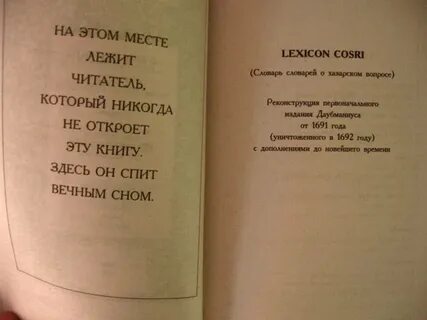 НА ЭТОМ МЕСТЕ
ЛЕЖИТ
ЧИТАТЕЛЬ,
КОТОРЫЙ НИКОГДА
НЕ ОТКРОЕТ
ЭТУ КНИГУ.
ЗДЕСЬ ОН СПИТ
ВЕЧНЫМ СНОМ.
LEXICON COSRI
(Словарь словарей о хазарском вопросе)
Реконструкция первоначального
издания Даубманнуса
от 1691 года
(уничтоженного в 1692 году)
с дополнениями до новейшего времени